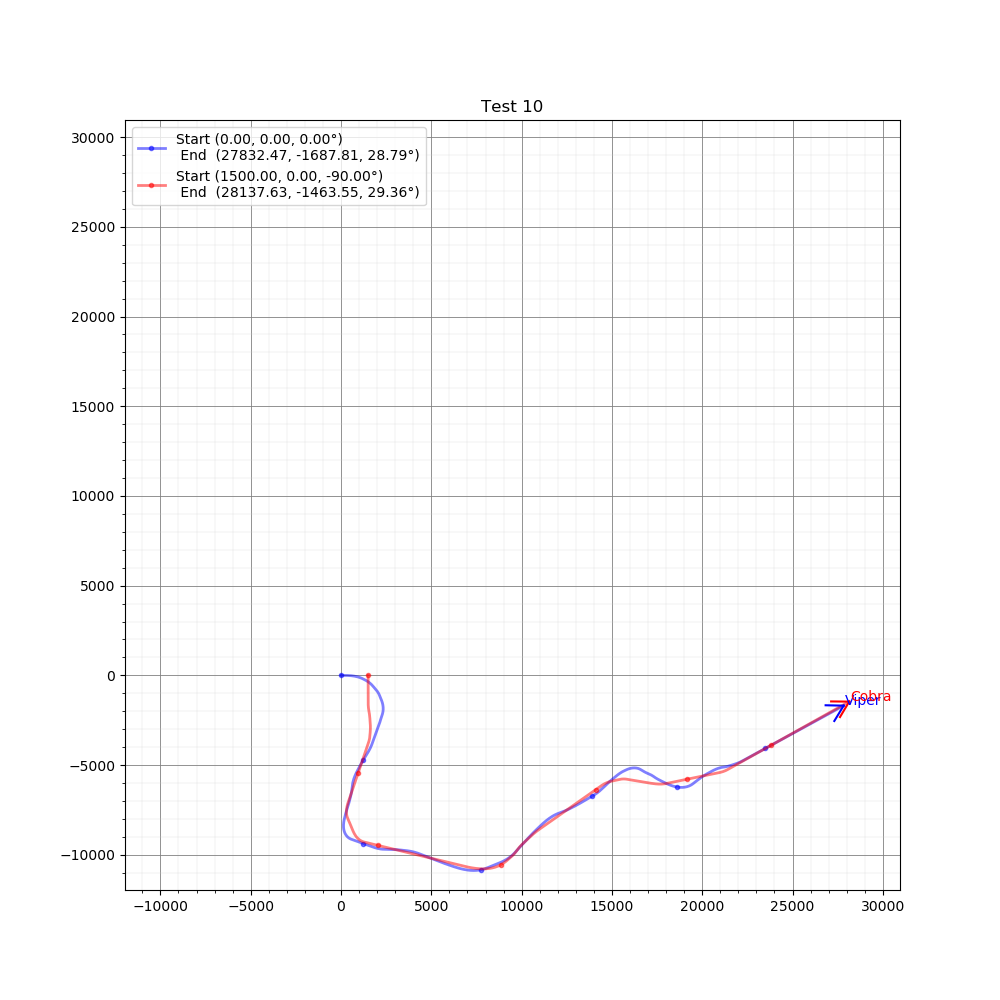 Test 10
Start (0.00, 0.00, 0.00°)
End (27832.47, -1687.81, 28.79°)
Start (1500.00, 0.00, -90.00°)
End (28137.63, -1463.55, 29.36°)
30000
25000
20000
15000
10000
5000
0
−5000
−10000
Cobra
Viper
−10000 −5000 0 5000 10000 15000 20000 25000 30000